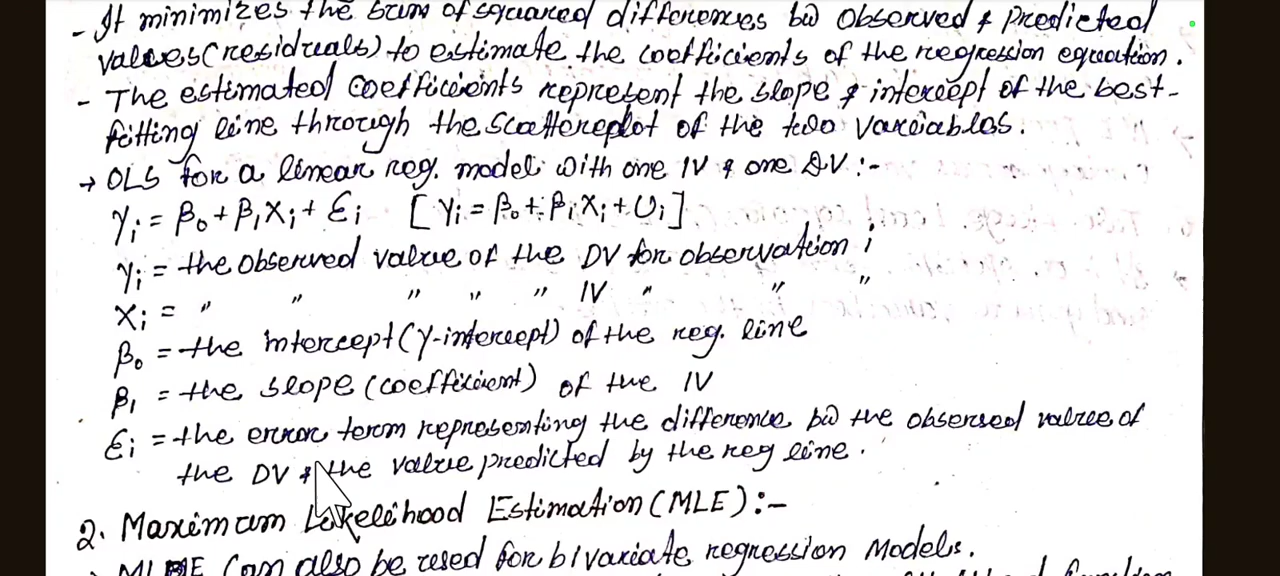 - It minimizes the sum of squared differences bw observed & predicted
values (residuals) to estimate the coefficients of the regression equation.
- The estimated coefficients represent the slope & intercept of the best-
fitting line through the scatterplot of the two variables.
→ OLS for a linear reg. model with one IV & one DV :-
Yi = β0 + β1Xi + Ɛi [Yi = β0 + β1Xi + Ui]
Yi = the observed value of the DV for observation i
Xi = " " " " " IV " " "
β0 = the intercept (Y-intercept) of the reg. line
β1 = the slope (coefficient) of the IV
Ɛi = the error term representing the difference bw the observed value of
the DV & the value predicted by the reg line.
2. Maximum Likelihood Estimation (MLE) :-
can also be used for bivariate regression models.